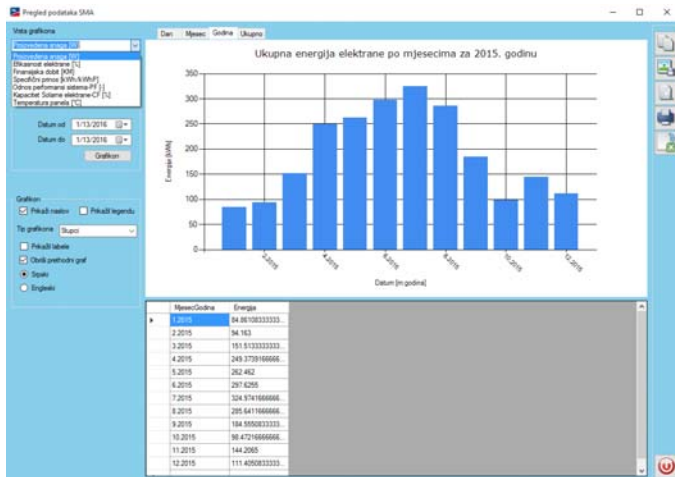 Pregled podataka SMA
Vrsta grafikona
Proizvedena snaga [W]
Proizvedena snaga [W]
Efikasnost elektrane [%]
Finansijska dobit [KM]
Specifični prinos [kWh/kWhP]
Odnos performansi sistema-PF [-]
Kapacitet Solarne elektrane-CF [%]
Temperatura panela [°C]
Datum od 1/13/2016
Datum do 1/13/2016
Grafikon
Grafikon
Prikaži naslov Prikažit legendu
Tip grafikona Stupci
Prikažit tabele
Obriši prethodni graf
Srpski
Engleski
Dan Mjesec Godina Ukupno
Ukupna energija elektrane po mjesecima za 2015. godinu
Energija [kWh]
350
300
250
200
150
100
50
0
2.2015 4.2015 6.2015 8.2015 10.2015 12.2015
Datum [m.godina]
MjesecGodina Energija
1.2015 84.86108333333...
2.2015 94.163
3.2015 151.5133333333...
4.2015 249.3739166666...
5.2015 262.462
6.2015 297.6255
7.2015 324.9741666666...
8.2015 285.6411666666...
9.2015 184.5550833333...
10.2015 98.47216666666...
11.2015 144.2065
12.2015 111.4050833333...